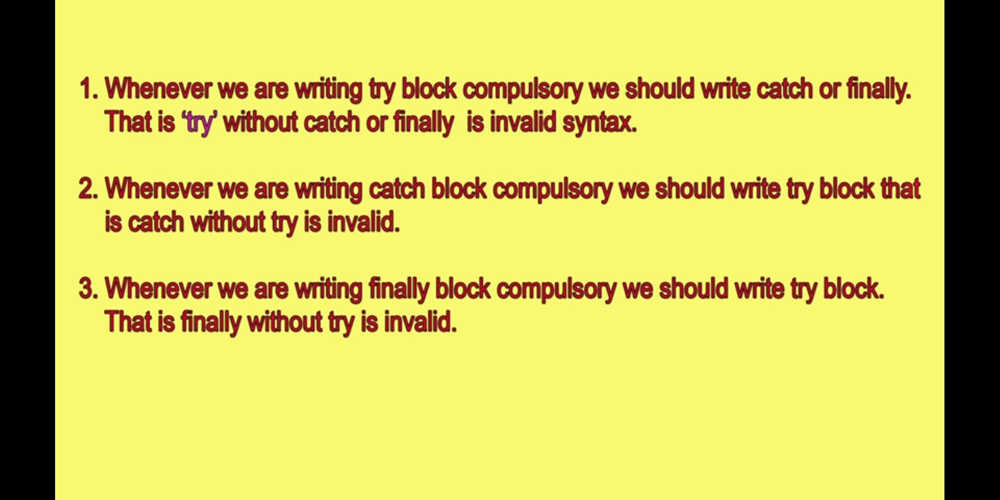 1. Whenever we are writing try block compulsory we should write catch or finally.
That is ‘try’ without catch or finally is invalid syntax.
2. Whenever we are writing catch block compulsory we should write try block that
is catch without try is invalid.
3. Whenever we are writing finally block compulsory we should write try block.
That is finally without try is invalid.